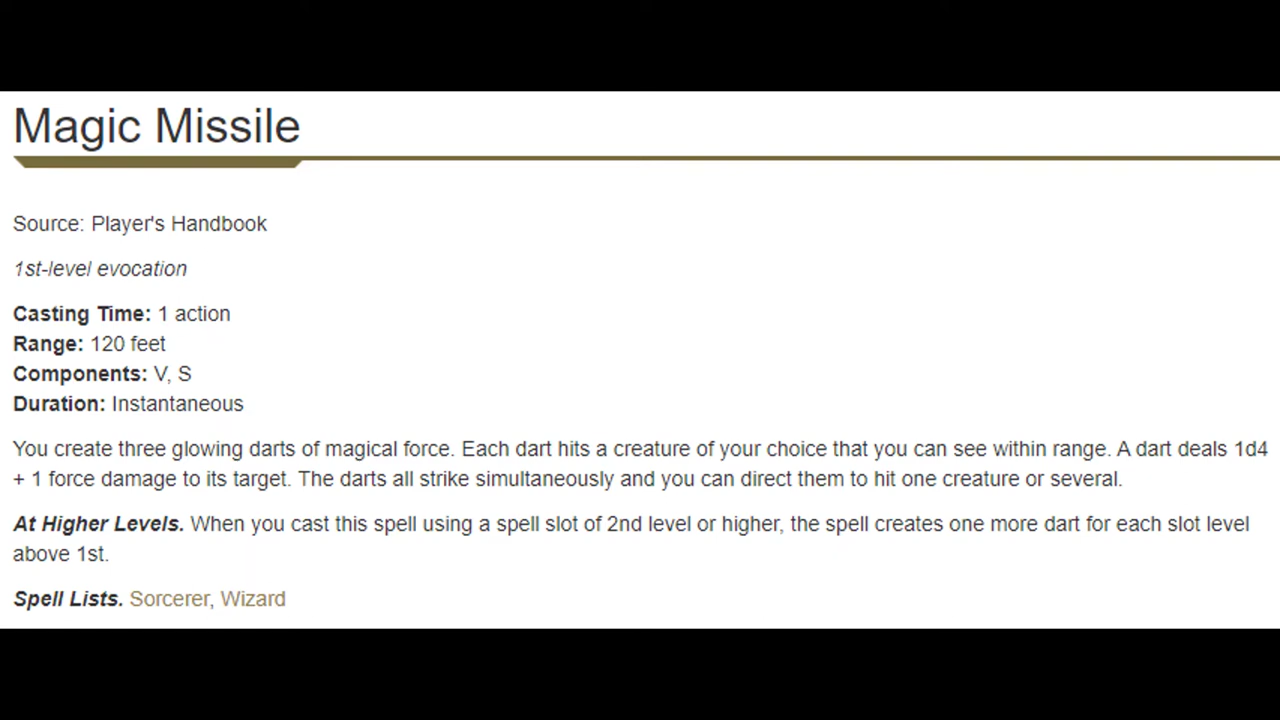 Magic Missile
Source: Player's Handbook
1st-level evocation
Casting Time: 1 action
Range: 120 feet
Components: V, S
Duration: Instantaneous
You create three glowing darts of magical force. Each dart hits a creature of your choice that you can see within range. A dart deals 1d4
+ 1 force damage to its target. The darts all strike simultaneously and you can direct them to hit one creature or several.
At Higher Levels. When you cast this spell using a spell slot of 2nd level or higher, the spell creates one more dart for each slot level
above 1st.
Spell Lists. Sorcerer, Wizard